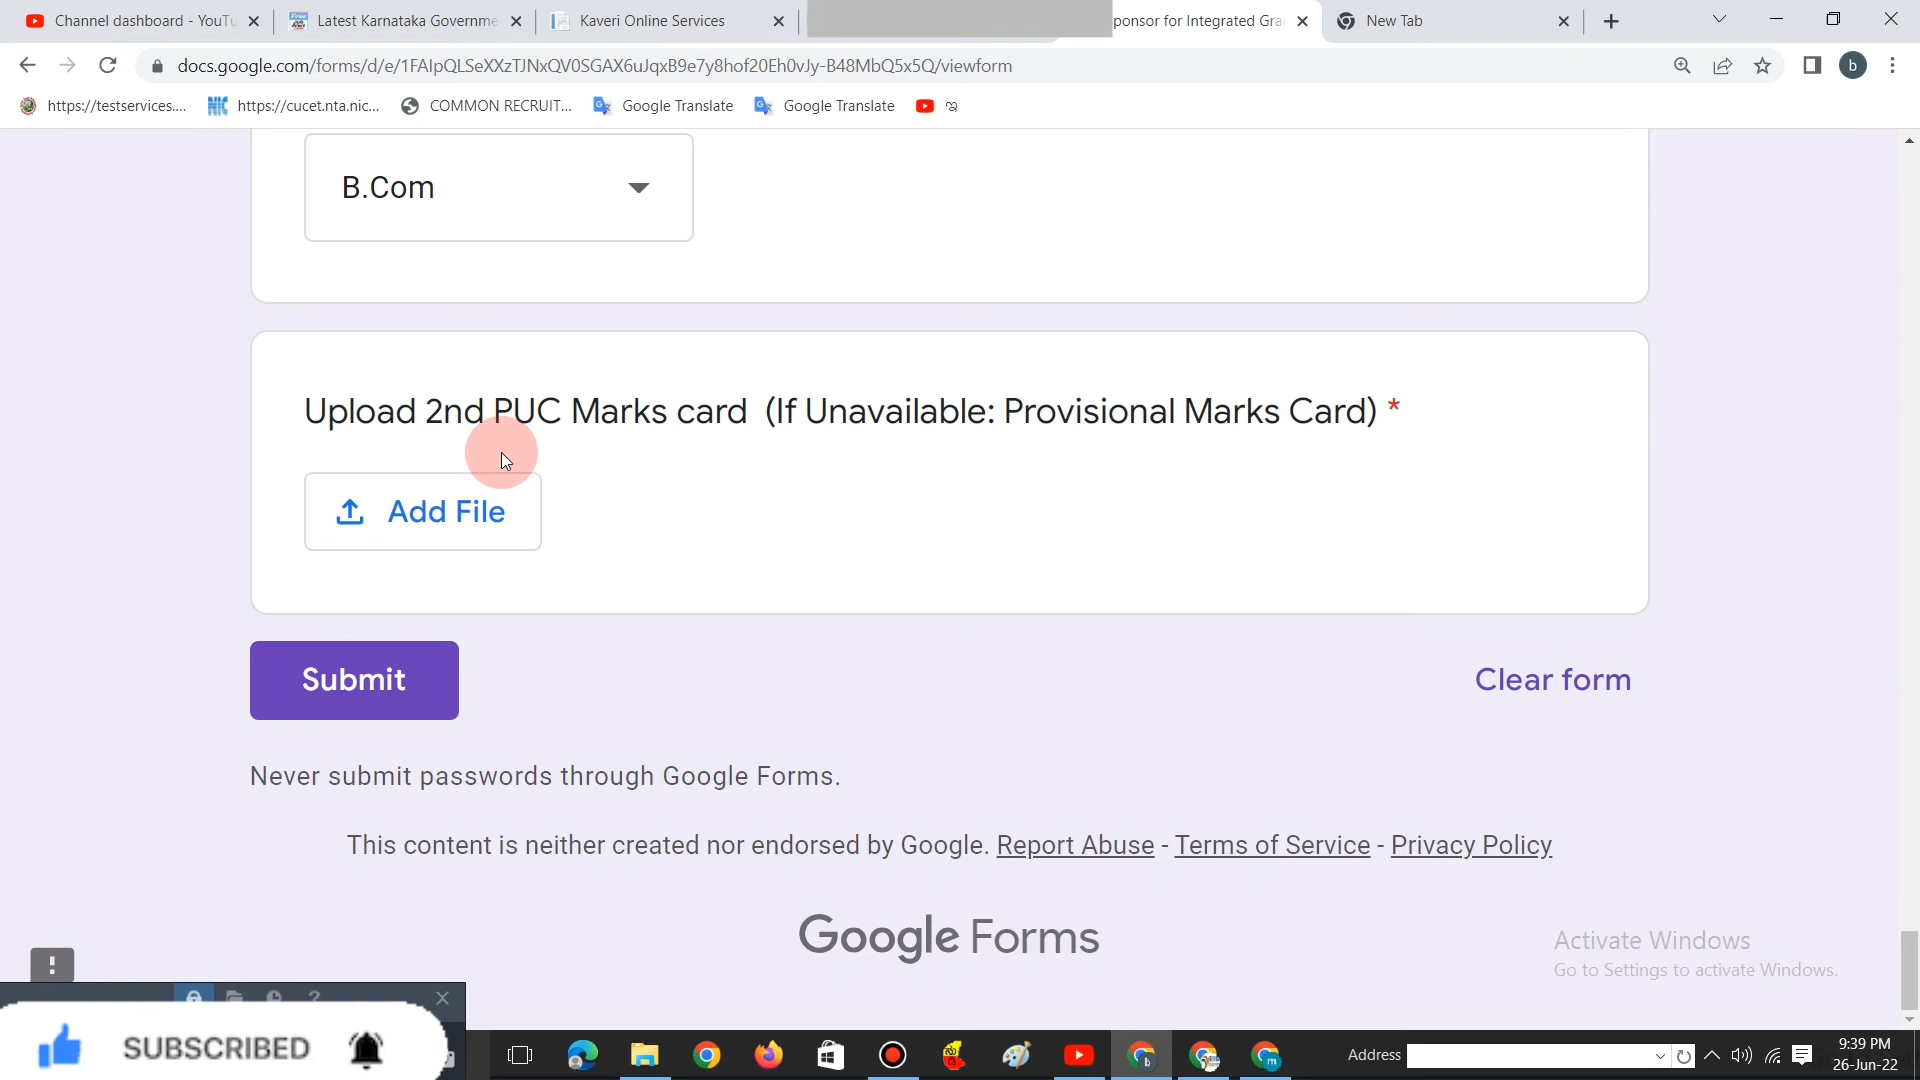 Channel dashboard - YouTu
Latest Karnataka Governme
Kaveri Online Services
ponsor for Integrated Gra
New Tab
docs.google.com/forms/d/e/1FAIpQLSeXXzTJNxQV0SGAX6uJqxB9e7y8hof20Eh0vJy-B48MbQ5x5Q/viewform
b
https://testservices....
https://cucet.nta.nic...
COMMON RECRUIT...
Google Translate
Google Translate
B.Com
Upload 2nd PUC Marks card (If Unavailable: Provisional Marks Card) *
Add File
Submit
Clear form
Never submit passwords through Google Forms.
This content is neither created nor endorsed by Google. Report Abuse - Terms of Service - Privacy Policy
Google Forms
Activate Windows
Go to Settings to activate Windows.
SUBSCRIBED
Address
9:39 PM
26-Jun-22